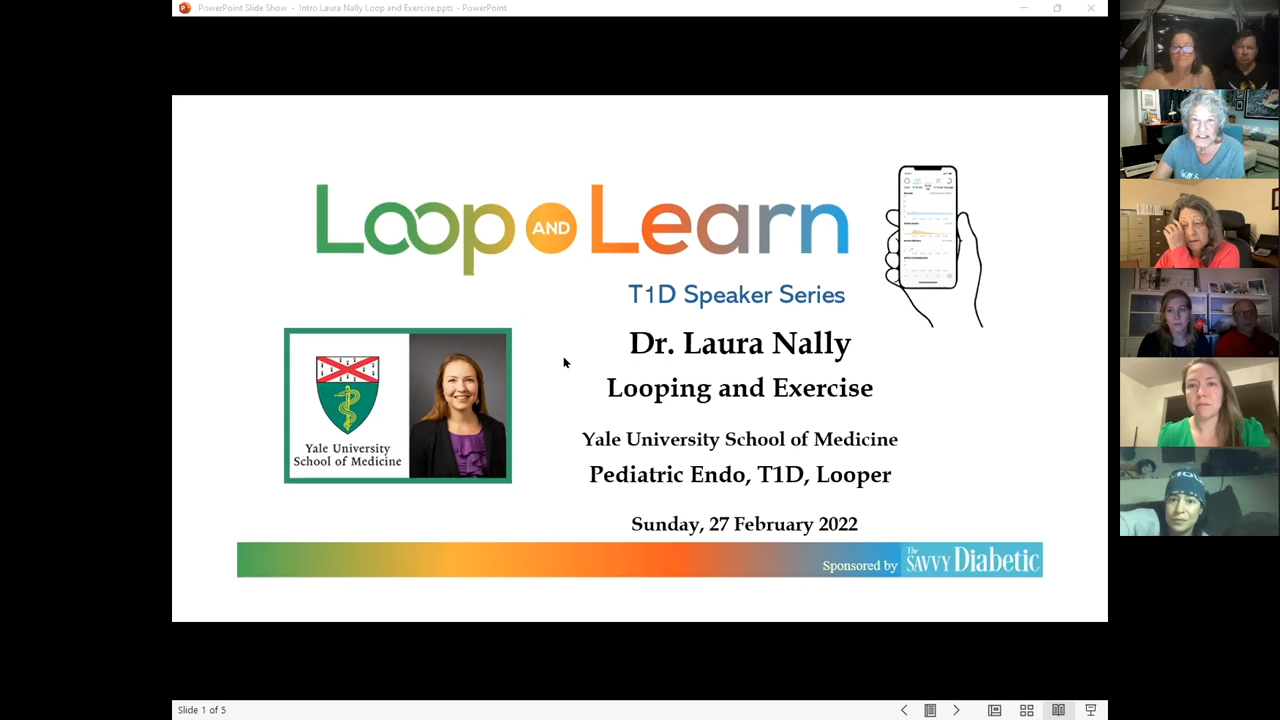 PowerPoint Slide Show - Intro Laura Nally Loop and Exercise.pptx - PowerPoint
Loop AND Learn
T1D Speaker Series
Dr. Laura Nally
Looping and Exercise
Yale University
School of Medicine
Yale University School of Medicine
Pediatric Endo, T1D, Looper
Sunday, 27 February 2022
Sponsored by The SAVVY Diabetic
Slide 1 of 5